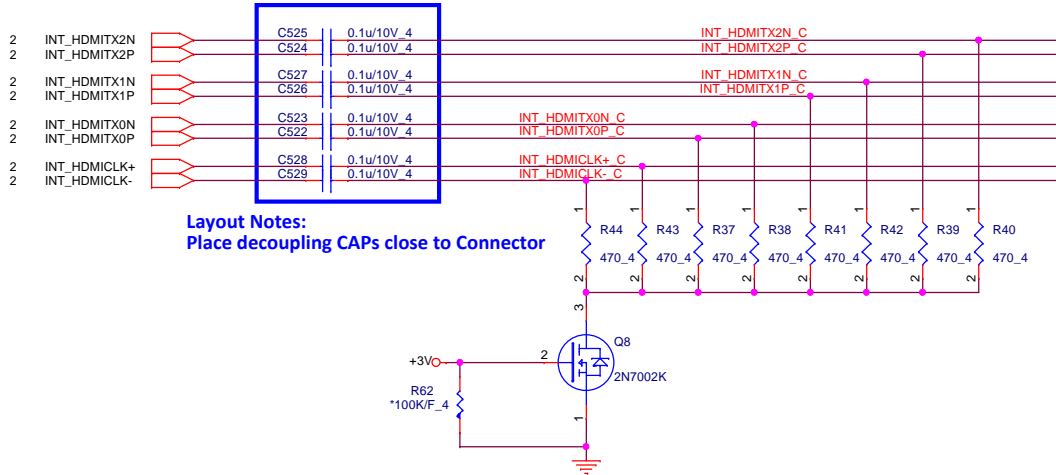 C525 0.1u/10V_4 INT_HDMITX2N_C
2 INT_HDMITX2N
C524 0.1u/10V_4 INT_HDMITX2P_C
2 INT_HDMITX2P
C527 0.1u/10V_4 INT_HDMITX1N_C
2 INT_HDMITX1N
C526 0.1u/10V_4 INT_HDMITX1P_C
2 INT_HDMITX1P
C523 0.1u/10V_4 INT_HDMITX0N_C
2 INT_HDMITX0N
C522 0.1u/10V_4 INT_HDMITX0P_C
2 INT_HDMITX0P
C528 0.1u/10V_4 INT_HDMICLK+_C
2 INT_HDMICLK+
C529 0.1u/10V_4 INT_HDMICLK-_C
2 INT_HDMICLK-
Layout Notes:
Place decoupling CAPs close to Connector
1 1 1 1 1 1 1 1
R44 R43 R37 R38 R41 R42 R39 R40
470_4 470_4 470_4 470_4 470_4 470_4 470_4 470_4
2 2 2 2 2 2 2 2
3
Q8
+3V 2
2N7002K
R62
*100K/F_4
1